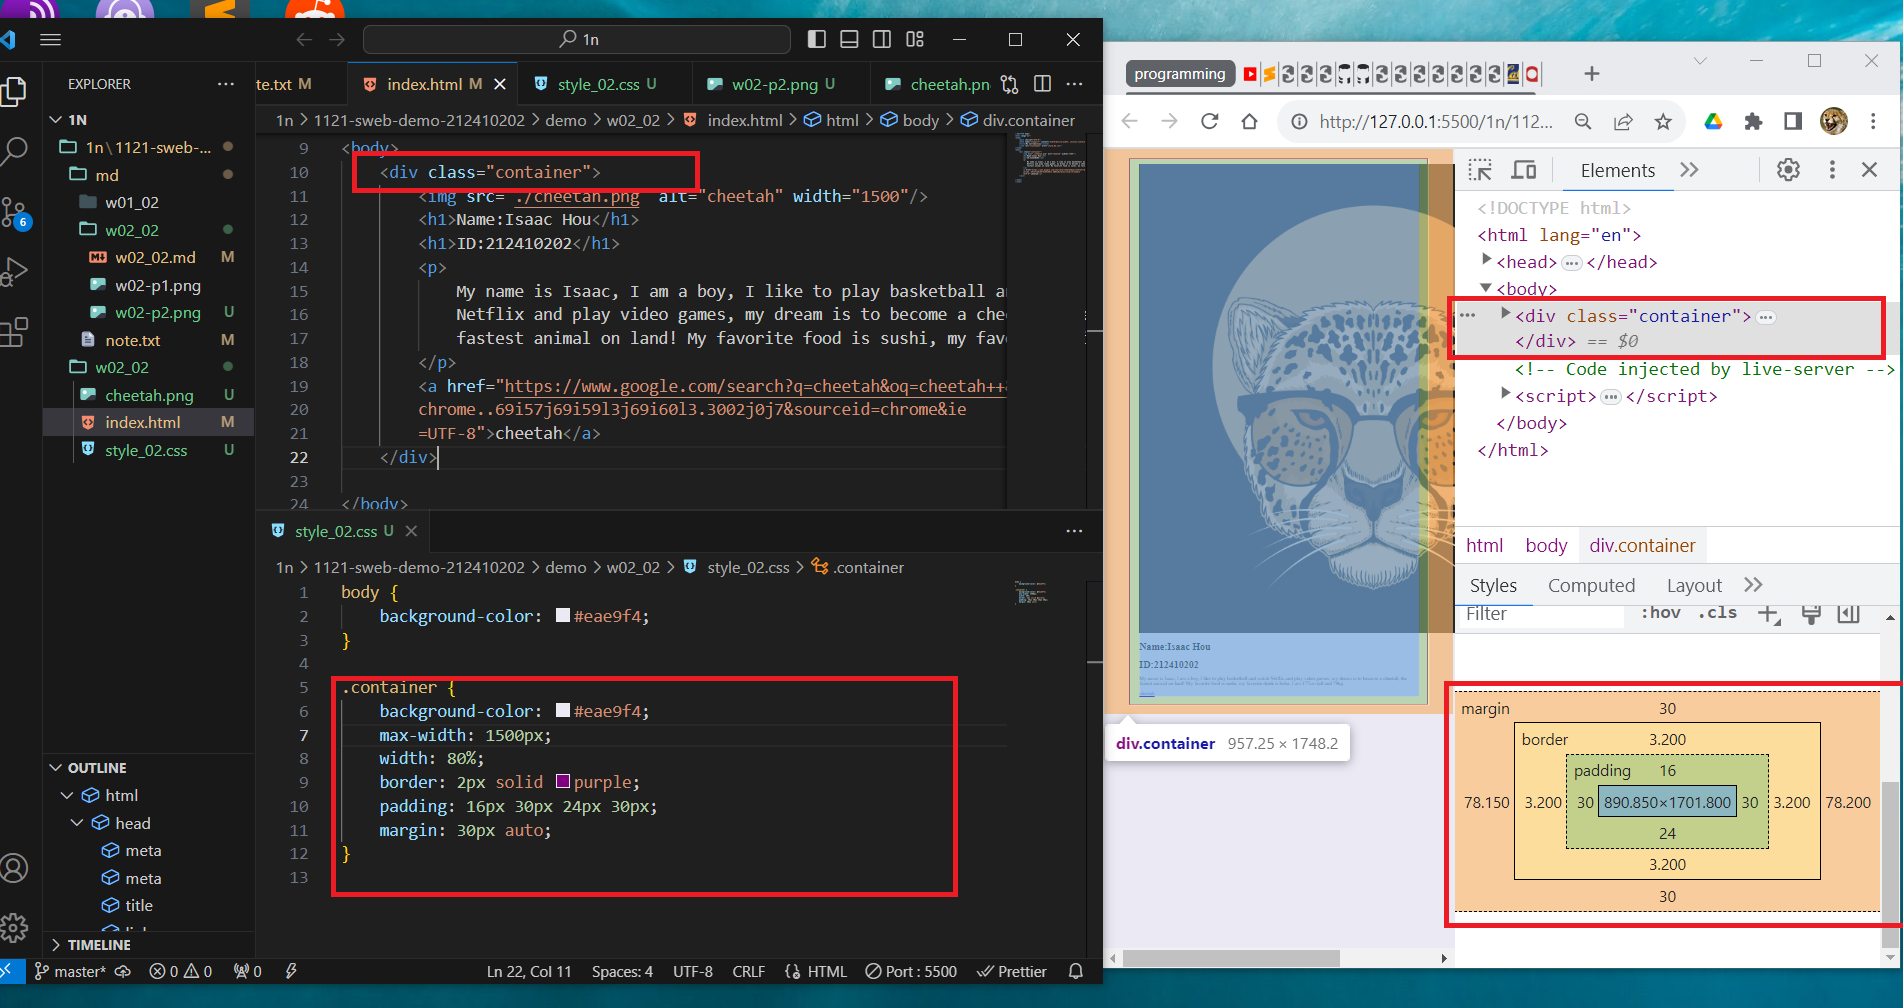 1n
EXPLORER
te.txt M
index.html M
style_02.css U
w02-p2.png U
cheetah.pn
1n > 1121-sweb-demo-212410202 > demo > w02_02 > index.html > html > body > div.container
1N
1n\1121-sweb-...
md
w01_02
w02_02
w02_02.md M
w02-p1.png
w02-p2.png U
note.txt M
w02_02
cheetah.png U
index.html M
style_02.css U
6
9 <body>
10 <div class="container">
11 <img src="./cheetah.png" alt="cheetah" width="1500"/>
12 <h1>Name:Isaac Hou</h1>
13 <h1>ID:212410202</h1>
14 <p>
15 My name is Isaac, I am a boy, I like to play basketball a
16 Netflix and play video games, my dream is to become a che
17 fastest animal on land! My favorite food is sushi, my fav
18 </p>
19 <a href="https://www.google.com/search?q=cheetah&oq=cheetah++
20 chrome..69i57j69i59l3j69i60l3.3002j0j7&sourceid=chrome&ie
21 =UTF-8">cheetah</a>
22 </div>
23
24 </body>
style_02.css U
1n > 1121-sweb-demo-212410202 > demo > w02_02 > style_02.css > .container
1 body {
2 background-color: #eae9f4;
3 }
4
5 .container {
6 background-color: #eae9f4;
7 max-width: 1500px;
8 width: 80%;
9 border: 2px solid purple;
10 padding: 16px 30px 24px 30px;
11 margin: 30px auto;
12 }
13
OUTLINE
html
head
meta
meta
title
TIMELINE
master* 0 0 0 Ln 22, Col 11 Spaces: 4 UTF-8 CRLF HTML Port : 5500 Prettier
programming
http://127.0.0.1:5500/1n/112...
Name:Isaac Hou
ID:212410202
div.container 957.25 × 1748.2
Elements
<!DOCTYPE html>
<html lang="en">
<head> ... </head>
<body>
... <div class="container"> ...
</div> == $0
<!-- Code injected by live-server -->
<script> ... </script>
</body>
</html>
html body div.container
Styles Computed Layout
Filter :hov .cls
margin 30
border 3.200
padding 16
78.150 3.200 30 890.850×1701.800 30 3.200 78.200
24
3.200
30